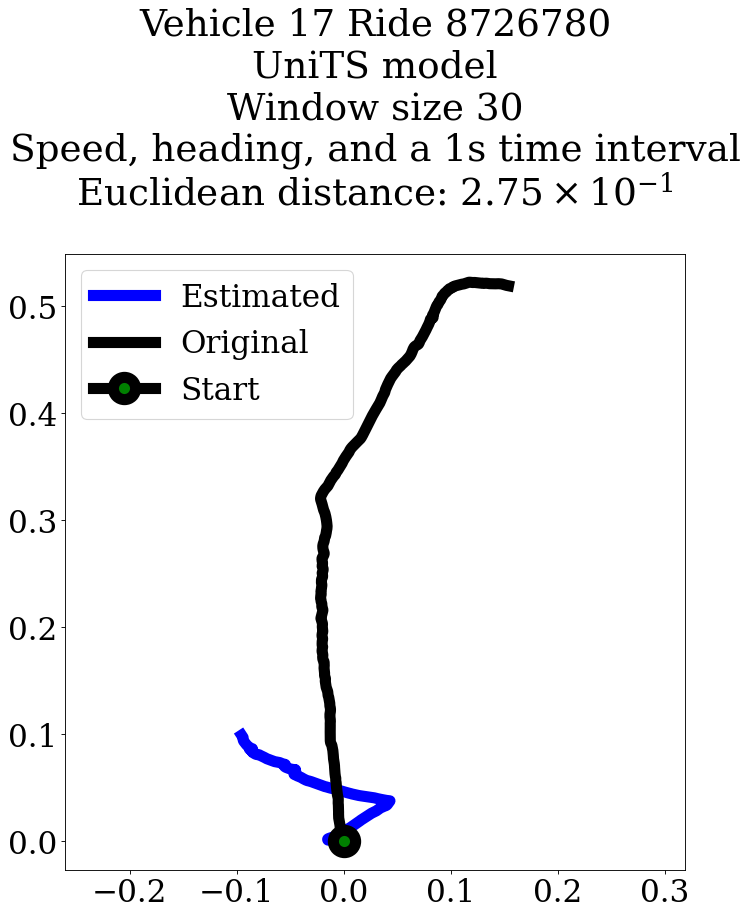 Vehicle 17 Ride 8726780
UniTS model
Window size 30
Speed, heading, and a 1s time interval
Euclidean distance: 2.75 × 10⁻¹
Estimated
Original
Start
0.5
0.4
0.3
0.2
0.1
0.0
−0.2 −0.1 0.0 0.1 0.2 0.3